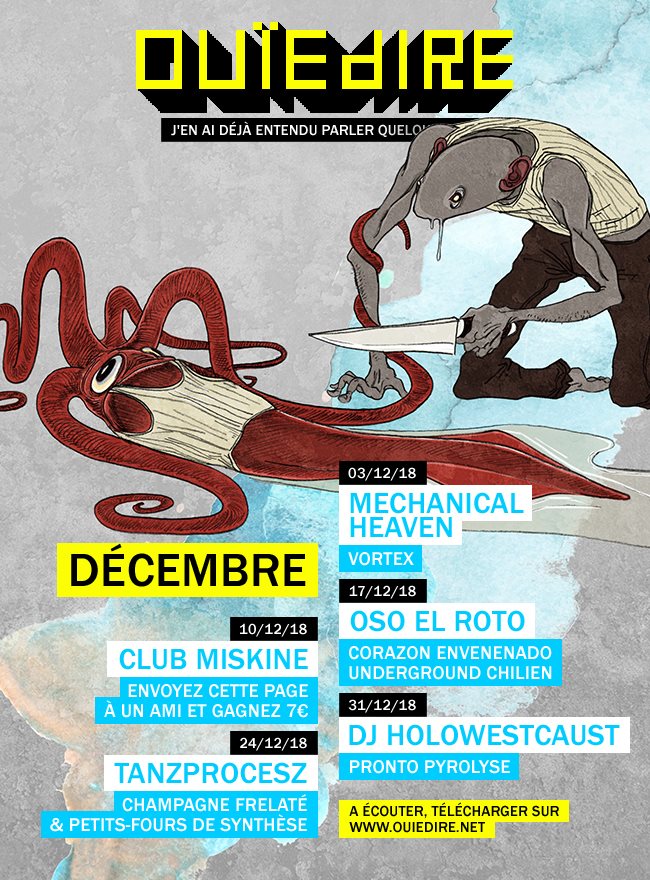 OUÏEDIRE
J'EN AI DÉJÀ ENTENDU PARLER
DÉCEMBRE
03/12/18
MECHANICAL
HEAVEN
VORTEX
10/12/18
CLUB MISKINE
ENVOYEZ CETTE PAGE
À UN AMI ET GAGNEZ 7€
17/12/18
OSO EL ROTO
CORAZON ENVENENADO
UNDERGROUND CHILIEN
24/12/18
TANZPROCESZ
CHAMPAGNE FRELATÉ
& PETITS-FOURS DE SYNTHÈSE
31/12/18
DJ HOLOWESTCAUST
PRONTO PYROLYSE
A ÉCOUTER, TÉLÉCHARGER SUR
WWW.OUIEDIRE.NET